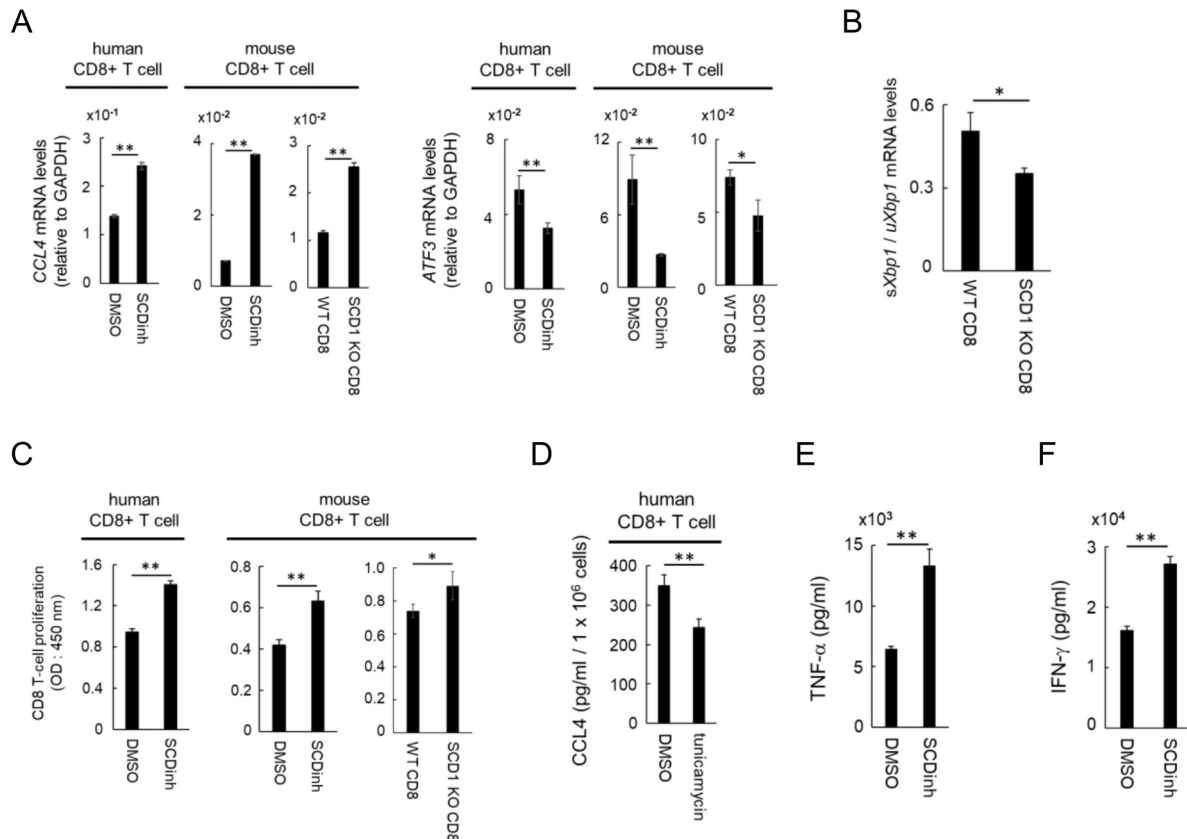 A
human
CD8+ T cell
mouse
CD8+ T cell
CCL4 mRNA levels
(relative to GAPDH)
x10-1
3
2
1
0
**
DMSO
SCDinh
x10-2
4
2
0
**
DMSO
SCDinh
x10-2
3
2
1
0
**
WT CD8
SCD1 KO CD8
human
CD8+ T cell
mouse
CD8+ T cell
ATF3 mRNA levels
(relative to GAPDH)
x10-2
8
4
0
**
DMSO
SCDinh
x10-2
12
8
4
0
**
DMSO
SCDinh
x10-2
10
5
0
*
WT CD8
SCD1 KO CD8
B
sXbp1 / uXbp1 mRNA levels
0.6
0.3
0
*
WT CD8
SCD1 KO CD8
C
human
CD8+ T cell
mouse
CD8+ T cell
CD8 T-cell proliferation
(OD : 450 nm)
1.6
1.2
0.8
0.4
0
**
DMSO
SCDinh
0.8
0.6
0.4
0.2
0
**
DMSO
SCDinh
1.0
0.8
0.6
0.4
0.2
0
*
WT CD8
SCD1 KO CD8
D
human
CD8+ T cell
CCL4 (pg/ml / 1 x 106 cells)
400
300
200
100
0
**
DMSO
tunicamycin
E
TNF-α (pg/ml)
x103
15
10
5
0
**
DMSO
SCDinh
F
IFN-γ (pg/ml)
x104
3
2
1
0
**
DMSO
SCDinh